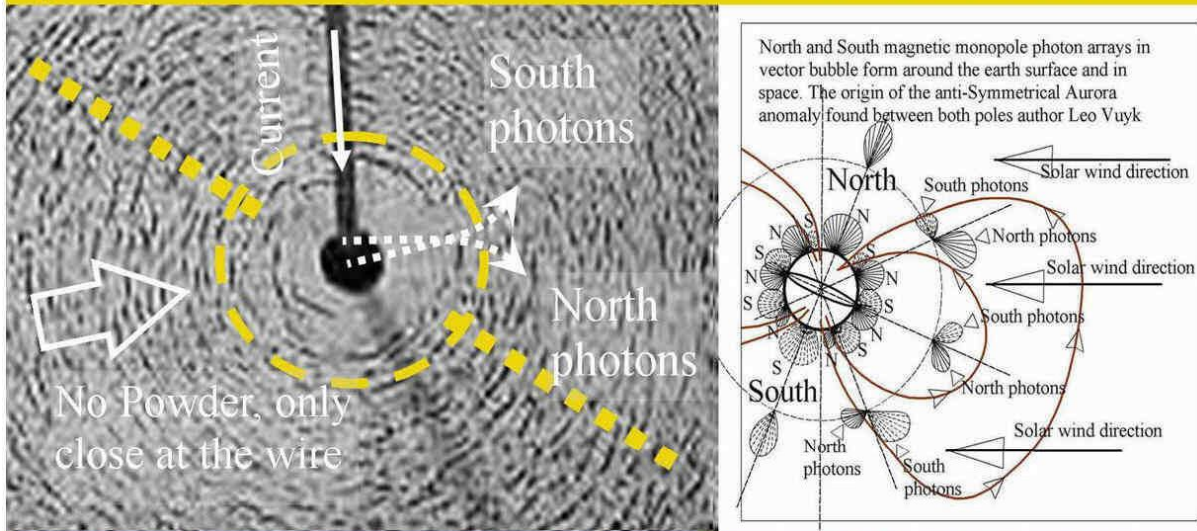 Current
South
photons
North
photons
No Powder, only
close at the wire
North and South magnetic monopole photon arrays in
vector bubble form around the earth surface and in
space. The origin of the anti-Symmetrical Aurora
anomaly found between both poles author Leo Vuyk
Solar wind direction
North
South photons
North photons
S
N
N
S
S
N
N
S
S
N
N
S
S
N
Solar wind direction
South photons
North photons
South
Solar wind direction
North
photons
South
photons